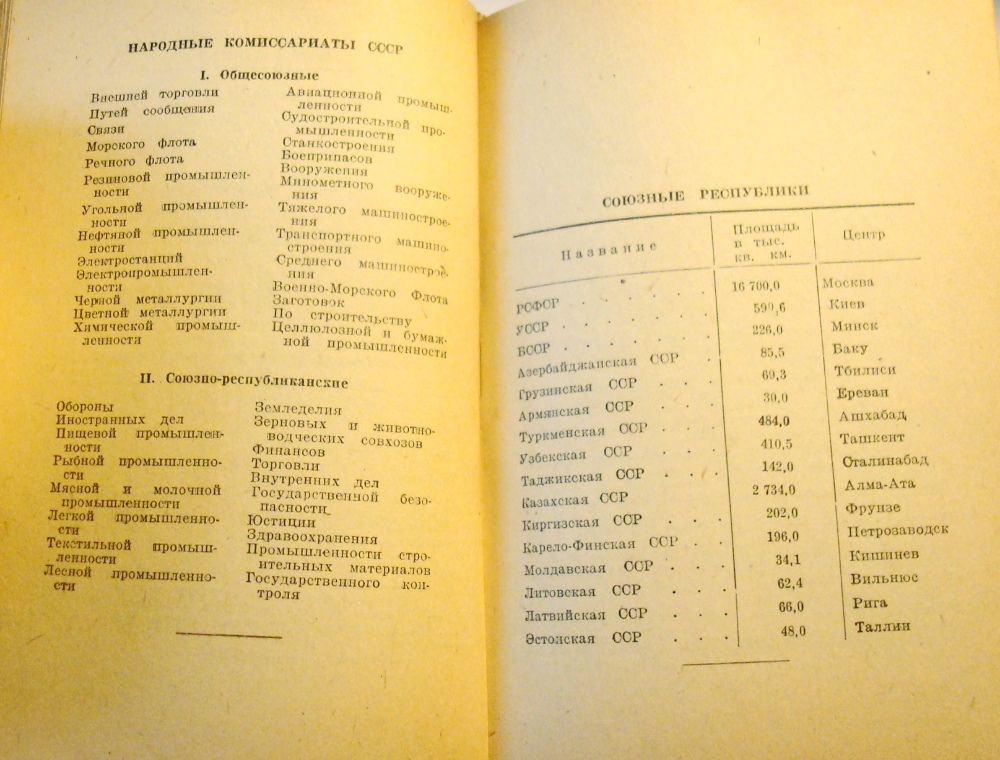 НАРОДНЫЕ КОМИССАРИАТЫ СССР
I. Общесоюзные
Внешней торговли
Путей сообщения
Связи
Морского флота
Речного флота
Резиновой промышлен-
ности
Угольной промышлен-
ности
Нефтяной промышлен-
ности
Электростанций
Электропромышлен-
ности
Черной металлургии
Цветной металлургии
Химической промыш-
ленности
Авиационной промыш-
ленности
Судостроительной про-
мышленности
Станкостроения
Боеприпасов
Вооружения
Минометного вооруже-
ния
Тяжелого машинострое-
ния
Транспортного машино-
строения
Среднего машинострое-
ния
Военно-Морского Флота
Заготовок
По строительству
Целлюлозной и бумаж-
ной промышленности
II. Союзно-республиканские
Обороны
Иностранных дел
Пищевой промышлен-
ности
Рыбной промышленно-
сти
Мясной и молочной
промышленности
Легкой промышленно-
сти
Текстильной промыш-
ленности
Лесной промышленно-
сти
Земледелия
Зерновых и животно-
водческих совхозов
Финансов
Торговли
Внутренних дел
Государственной безо-
пасности
Юстиции
Здравоохранения
Промышленности стро-
ительных материалов
Государственного кон-
троля
СОЮЗНЫЕ РЕСПУБЛИКИ
Название Площадь в тыс. кв. км. Центр
РСФСР . . . . . 16 700,0 Москва
УССР . . . . . . 599,6 Киев
БССР . . . . . . 226,0 Минск
Азербайджанская ССР . 85,5 Баку
Грузинская ССР . . . 69,3 Тбилиси
Армянская ССР . . . 30,0 Ереван
Туркменская ССР . . . 484,0 Ашхабад
Узбекская ССР . . . 410,5 Ташкент
Таджикская ССР . . . 142,0 Сталинабад
Казахская ССР 2 734,0 Алма-Ата
Киргизская ССР . . . 202,0 Фрунзе
Карело-Финская ССР . . 196,0 Петрозаводск
Молдавская ССР . . . 34,1 Кишинев
Литовская ССР . . . 62,4 Вильнюс
Латвийская ССР . . . 66,0 Рига
Эстонская ССР . . . 48,0 Таллин